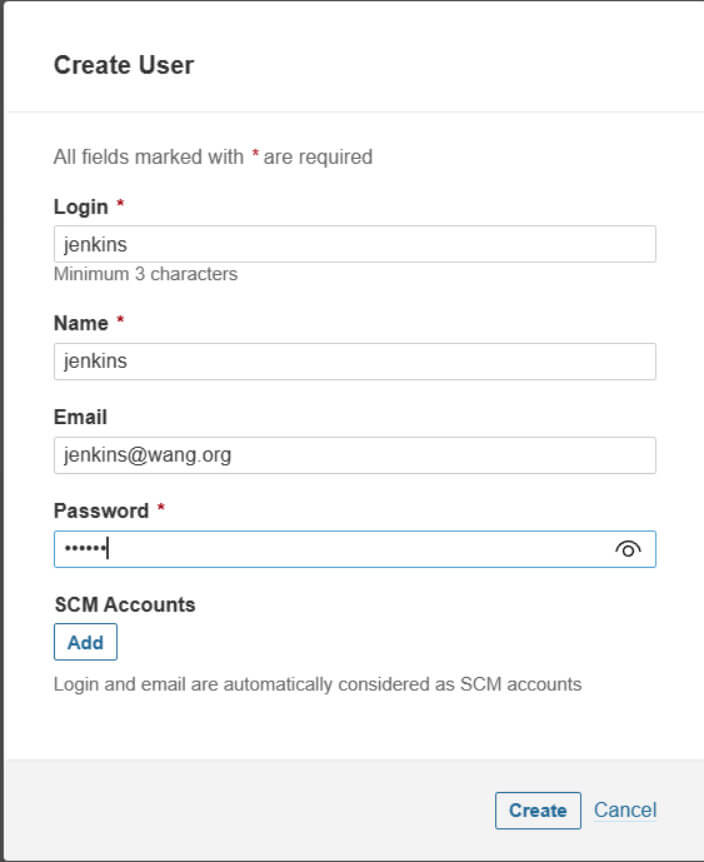 Create User
All fields marked with * are required
Login *
jenkins
Minimum 3 characters
Name *
jenkins
Email
jenkins@wang.org
Password *
••••••
SCM Accounts
Add
Login and email are automatically considered as SCM accounts
Create Cancel